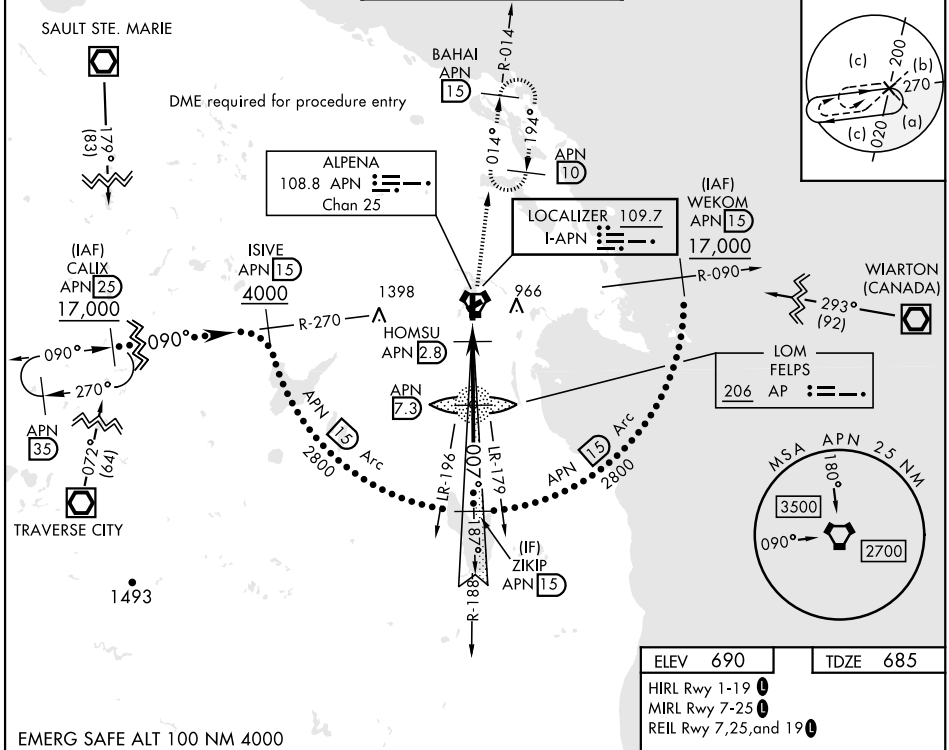 SAULT STE. MARIE
179°
(83)
DME required for procedure entry
BAHAI
APN
15
R-014
014°
194°
APN
10
(c)
200
(b)
270
(a)
(c)
020
ALPENA
108.8 APN
Chan 25
LOCALIZER 109.7
I-APN
(IAF)
WEKOM
APN 15
17,000
R-090
WIARTON
(CANADA)
293°
(92)
(IAF)
CALIX
APN 25
17,000
ISIVE
APN 15
4000
090°
R-270
1398
966
HOMSU
APN 2.8
090°
270°
APN
35
072°
(64)
TRAVERSE CITY
APN
7.3
LOM
FELPS
206 AP
APN 15 Arc
2800
APN 15 Arc
2800
LR-196
007°
LR-179
187°
R-188
(IF)
ZIKIP
APN 15
MSA APN 25 NM
180°
3500
090°
2700
1493
ELEV 690
TDZE 685
HIRL Rwy 1-19 L
MIRL Rwy 7-25 L
REIL Rwy 7,25,and 19 L
EMERG SAFE ALT 100 NM 4000